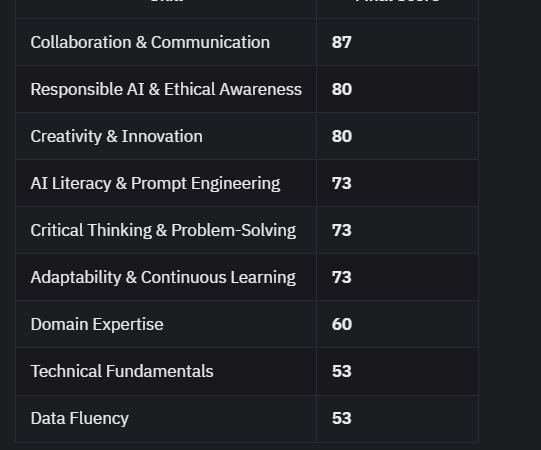 Collaboration & Communication 87
Responsible AI & Ethical Awareness 80
Creativity & Innovation 80
AI Literacy & Prompt Engineering 73
Critical Thinking & Problem-Solving 73
Adaptability & Continuous Learning 73
Domain Expertise 60
Technical Fundamentals 53
Data Fluency 53